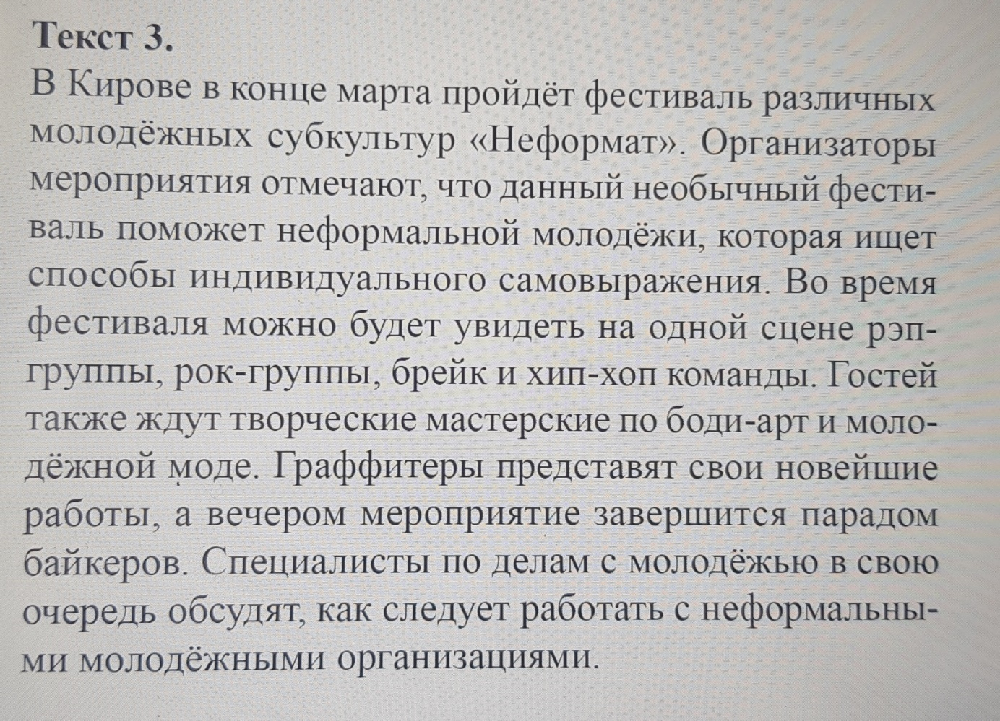 Текст 3.
В Кирове в конце марта пройдёт фестиваль различных
молодёжных субкультур «Неформат». Организаторы
мероприятия отмечают, что данный необычный фести-
валь поможет неформальной молодёжи, которая ищет
способы индивидуального самовыражения. Во время
фестиваля можно будет увидеть на одной сцене рэп-
группы, рок-группы, брейк и хип-хоп команды. Гостей
также ждут творческие мастерские по боди-арт и моло-
дёжной моде. Граффитеры представят свои новейшие
работы, а вечером мероприятие завершится парадом
байкеров. Специалисты по делам с молодёжью в свою
очередь обсудят, как следует работать с неформальны-
ми молодёжными организациями.